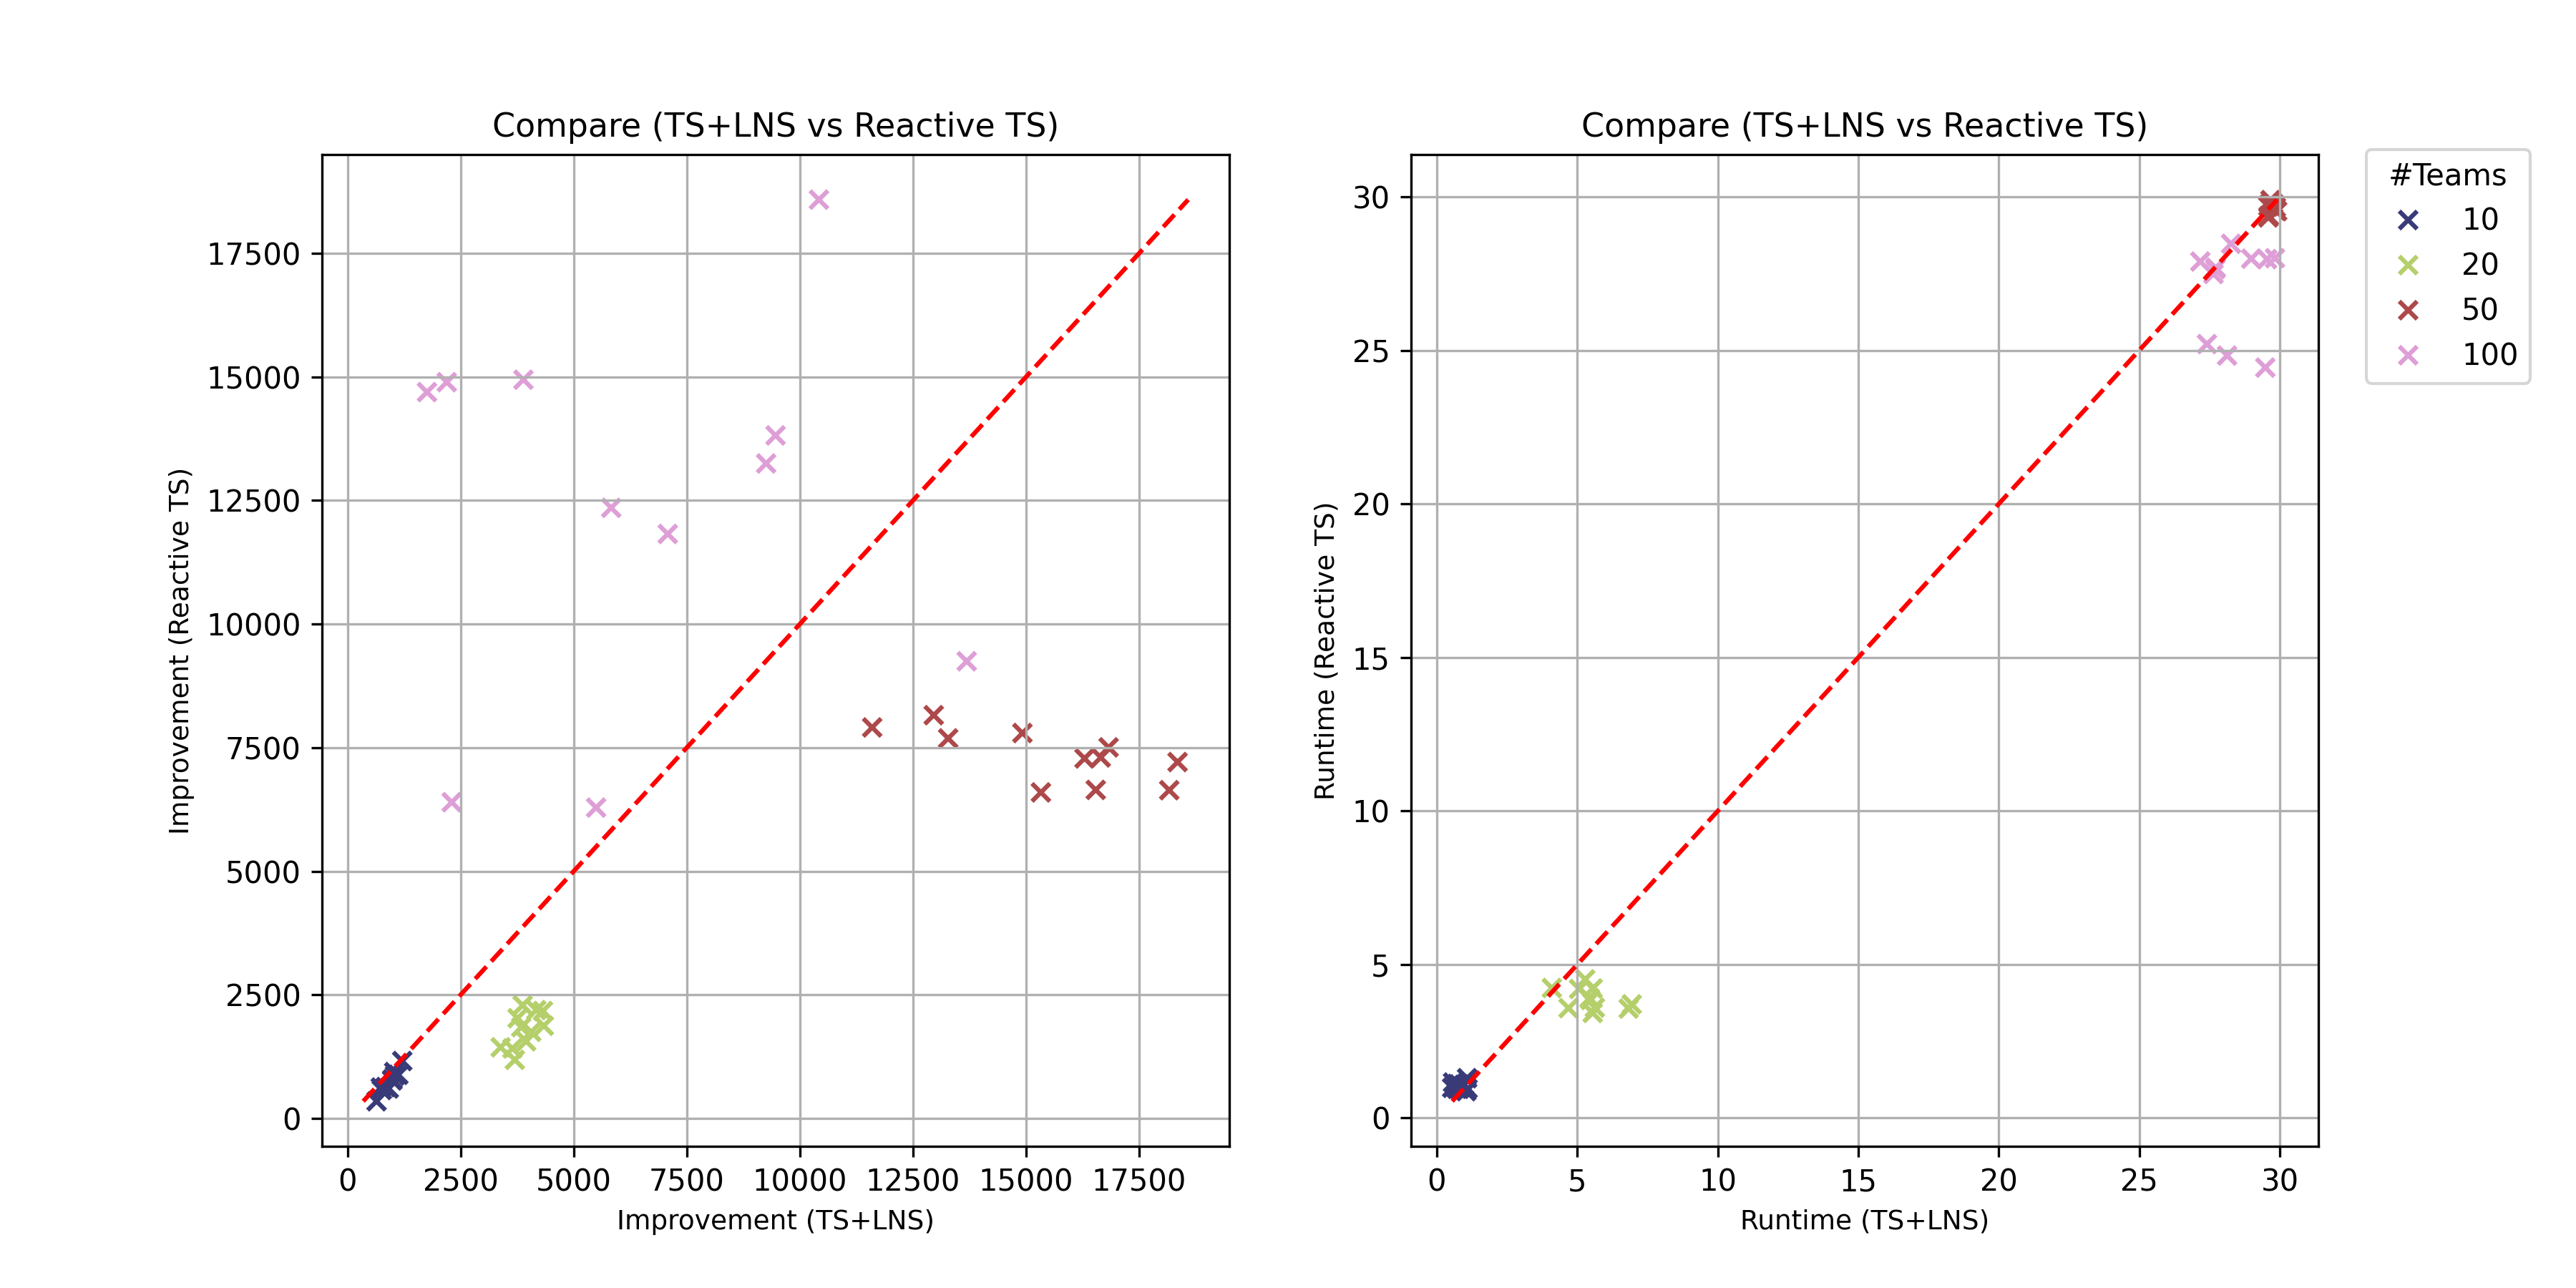 Compare (TS+LNS vs Reactive TS)
Improvement (Reactive TS)
17500
15000
12500
10000
7500
5000
2500
0
0 2500 5000 7500 10000 12500 15000 17500
Improvement (TS+LNS)
Compare (TS+LNS vs Reactive TS)
Runtime (Reactive TS)
30
25
20
15
10
5
0
0 5 10 15 20 25 30
Runtime (TS+LNS)
#Teams
10
20
50
100